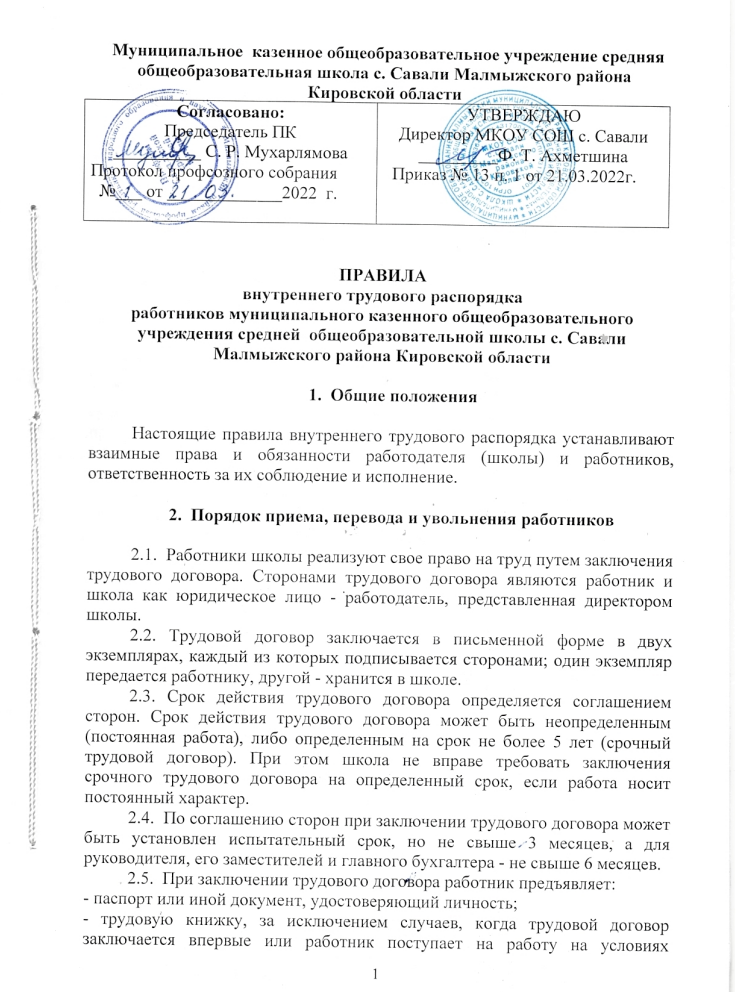 Муниципальное казенное общеобразовательное учреждение средняя
общеобразовательная школа с. Савали Малмыжского района
Кировской области
Согласовано:
Председатель ПК
С. Р. Мухарлямова
Протокол профсозного собрания
№ 1 от 21 / 03. 2022 г.
УТВЕРЖДАЮ
Директор МКОУ СОШ с. Савали
Ф. Т. Ахметшина
Приказ № 13 п. 1 от 21.03.2022г.
ПРАВИЛА
внутреннего трудового распорядка
работников муниципального казенного общеобразовательного
учреждения средней общеобразовательной школы с. Савали
Малмыжского района Кировской области
1. Общие положения
Настоящие правила внутреннего трудового распорядка устанавливают
взаимные права и обязанности работодателя (школы) и работников,
ответственность за их соблюдение и исполнение.
2. Порядок приема, перевода и увольнения работников
2.1. Работники школы реализуют свое право на труд путем заключения
трудового договора. Сторонами трудового договора являются работник и
школа как юридическое лицо - работодатель, представленная директором
школы.
2.2. Трудовой договор заключается в письменной форме в двух
экземплярах, каждый из которых подписывается сторонами; один экземпляр
передается работнику, другой - хранится в школе.
2.3. Срок действия трудового договора определяется соглашением
сторон. Срок действия трудового договора может быть неопределенным
(постоянная работа), либо определенным на срок не более 5 лет (срочный
трудовой договор). При этом школа не вправе требовать заключения
срочного трудового договора на определенный срок, если работа носит
постоянный характер.
2.4. По соглашению сторон при заключении трудового договора может
быть установлен испытательный срок, но не свыше 3 месяцев, а для
руководителя, его заместителей и главного бухгалтера - не свыше 6 месяцев.
2.5. При заключении трудового договора работник предъявляет:
- паспорт или иной документ, удостоверяющий личность;
- трудовую книжку, за исключением случаев, когда трудовой договор
заключается впервые или работник поступает на работу на условиях
1